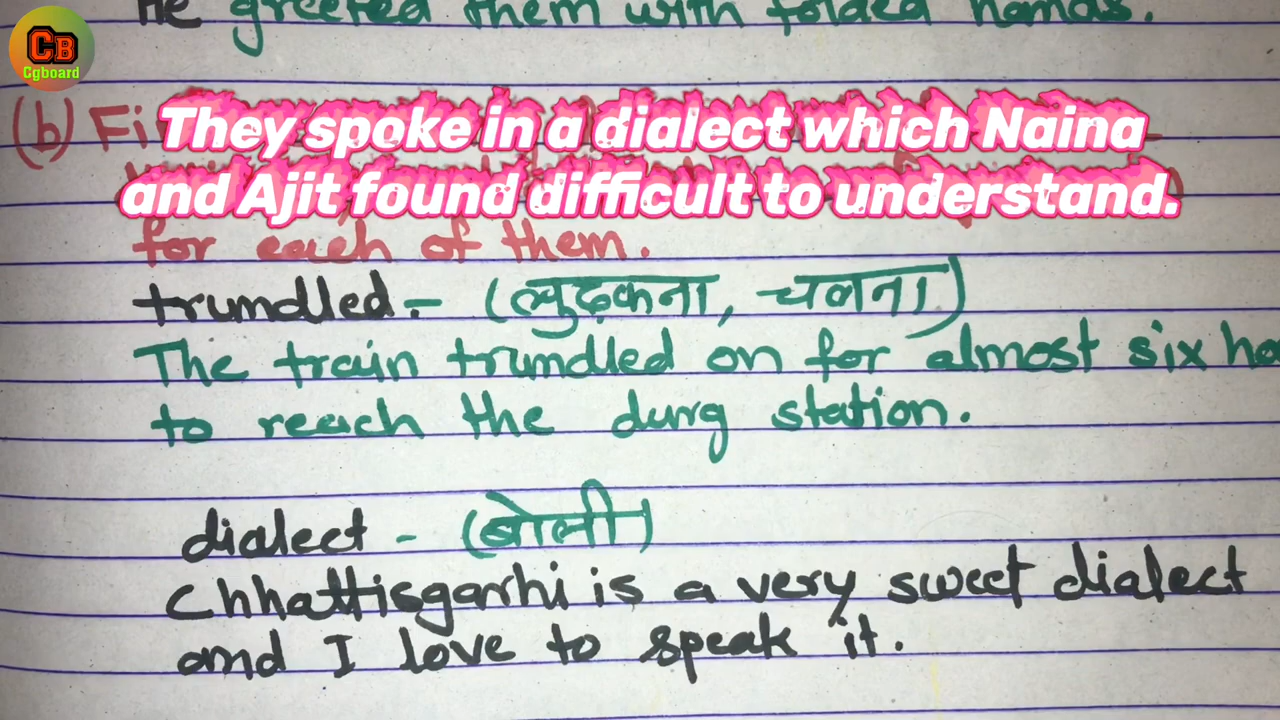 He greeted them with folded hands.
CB
Cgboard
(b) Fi
They spoke in a dialect which Naina
and Ajit found difficult to understand.
for each of them.
trundled.- (लुढ़कना, चलना)
The train trundled on for almost six ho
to reach the durg station.
dialect - (बोली)
Chhattisgarhi is a very sweet dialect
and I love to speak it.